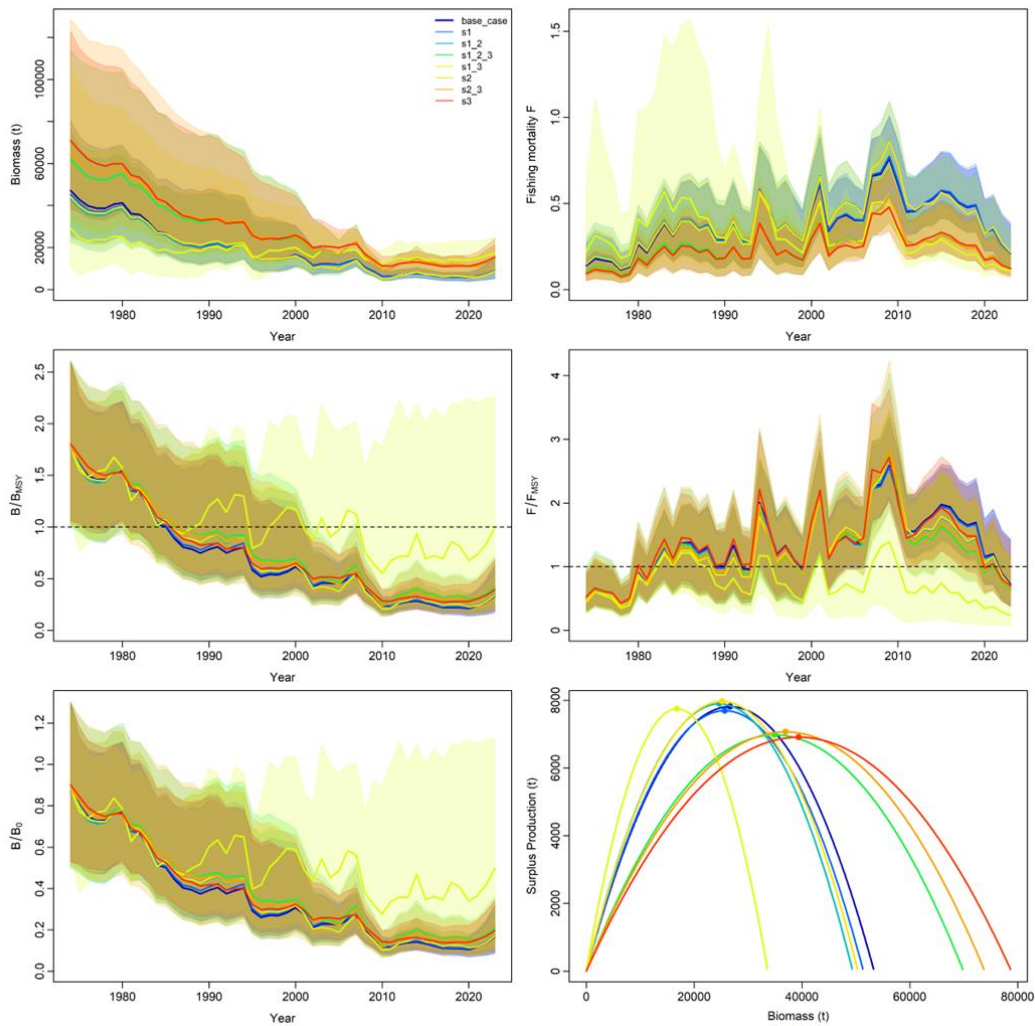 Biomass (t)
0 20000 60000 100000
base_case
s1
s1_2
s1_2_3
s1_3
s2
s2_3
s3
1980 1990 2000 2010 2020
Year
Fishing mortality F
0.0 0.5 1.0 1.5
1980 1990 2000 2010 2020
Year
B/BMSY
0.0 0.5 1.0 1.5 2.0 2.5
1980 1990 2000 2010 2020
Year
F/FMSY
0 1 2 3 4
1980 1990 2000 2010 2020
Year
B/B0
0.0 0.2 0.4 0.6 0.8 1.0 1.2
1980 1990 2000 2010 2020
Year
Surplus Production (t)
0 2000 4000 6000 8000
0 20000 40000 60000 80000
Biomass (t)